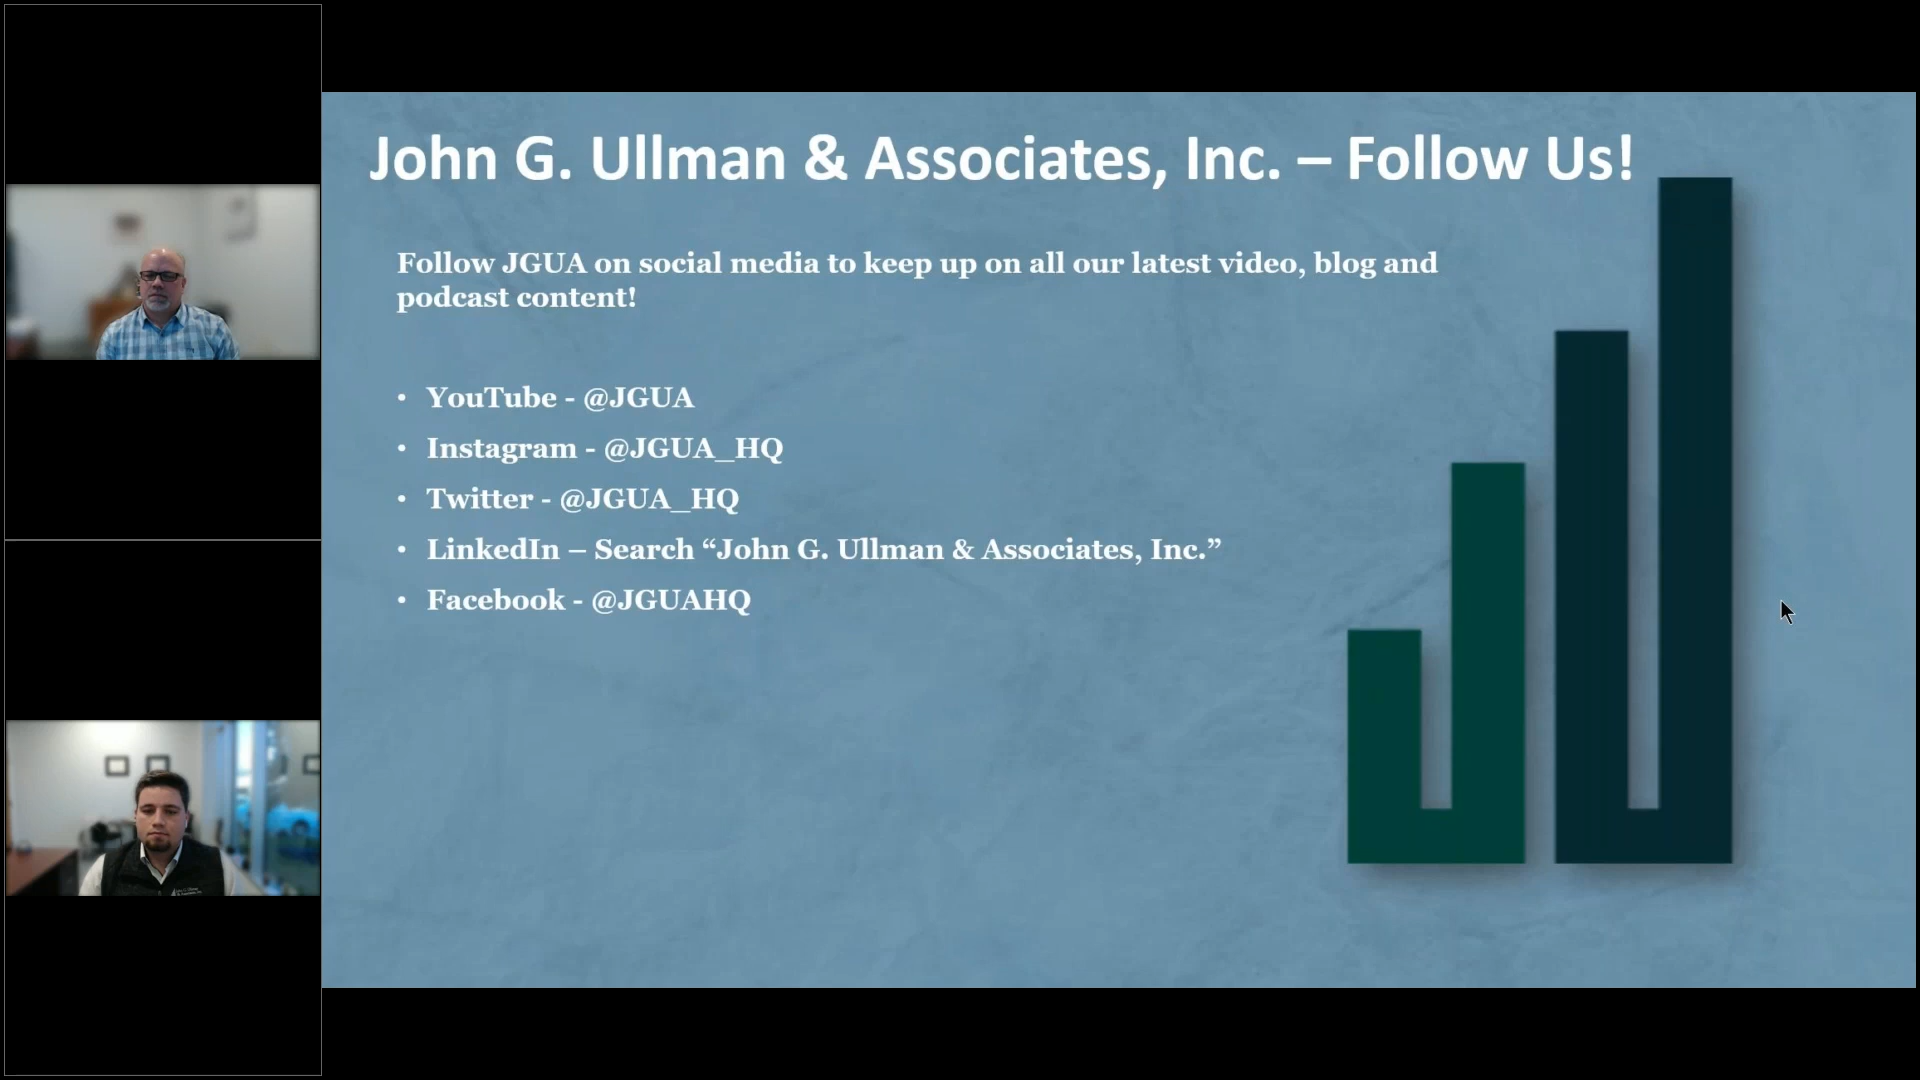 John G. Ullman & Associates, Inc. – Follow Us!
Follow JGUA on social media to keep up on all our latest video, blog and
podcast content!
• YouTube - @JGUA
• Instagram - @JGUA_HQ
• Twitter - @JGUA_HQ
• LinkedIn – Search “John G. Ullman & Associates, Inc.”
• Facebook - @JGUAHQ